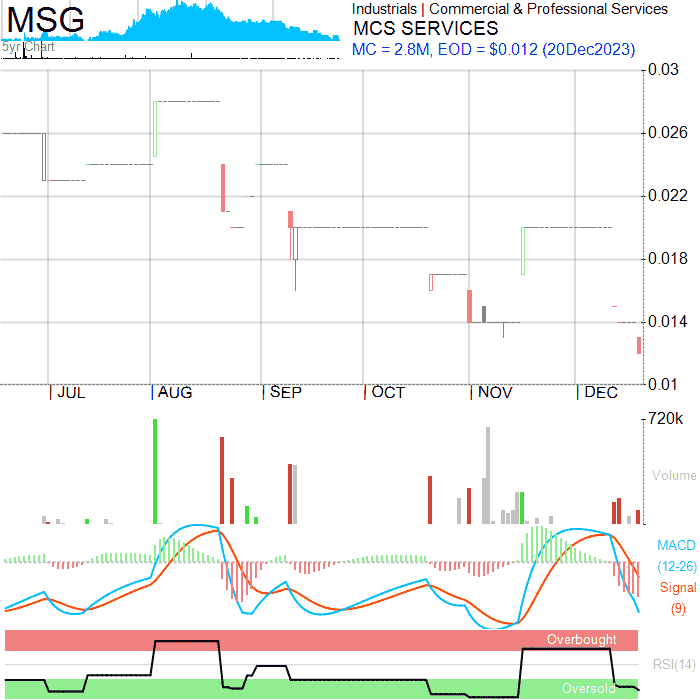 MSG
5yr Chart
Industrials | Commercial & Professional Services
MCS SERVICES
MC = 2.8M, EOD = $0.012 (20Dec2023)
0.03
0.026
0.022
0.018
0.014
0.01
JUL AUG SEP OCT NOV DEC
720k
Volume
MACD
(12-26)
Signal
(9)
Overbought
RSI(14)
Oversold